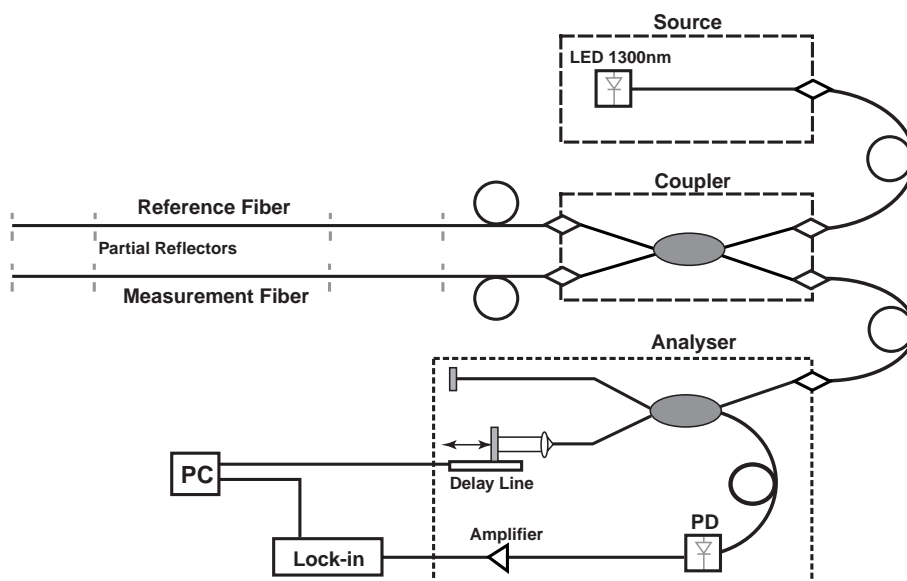 Source
LED 1300nm
Coupler
Reference Fiber
Partial Reflectors
Measurement Fiber
Analyser
Delay Line
PC
Amplifier
PD
Lock-in